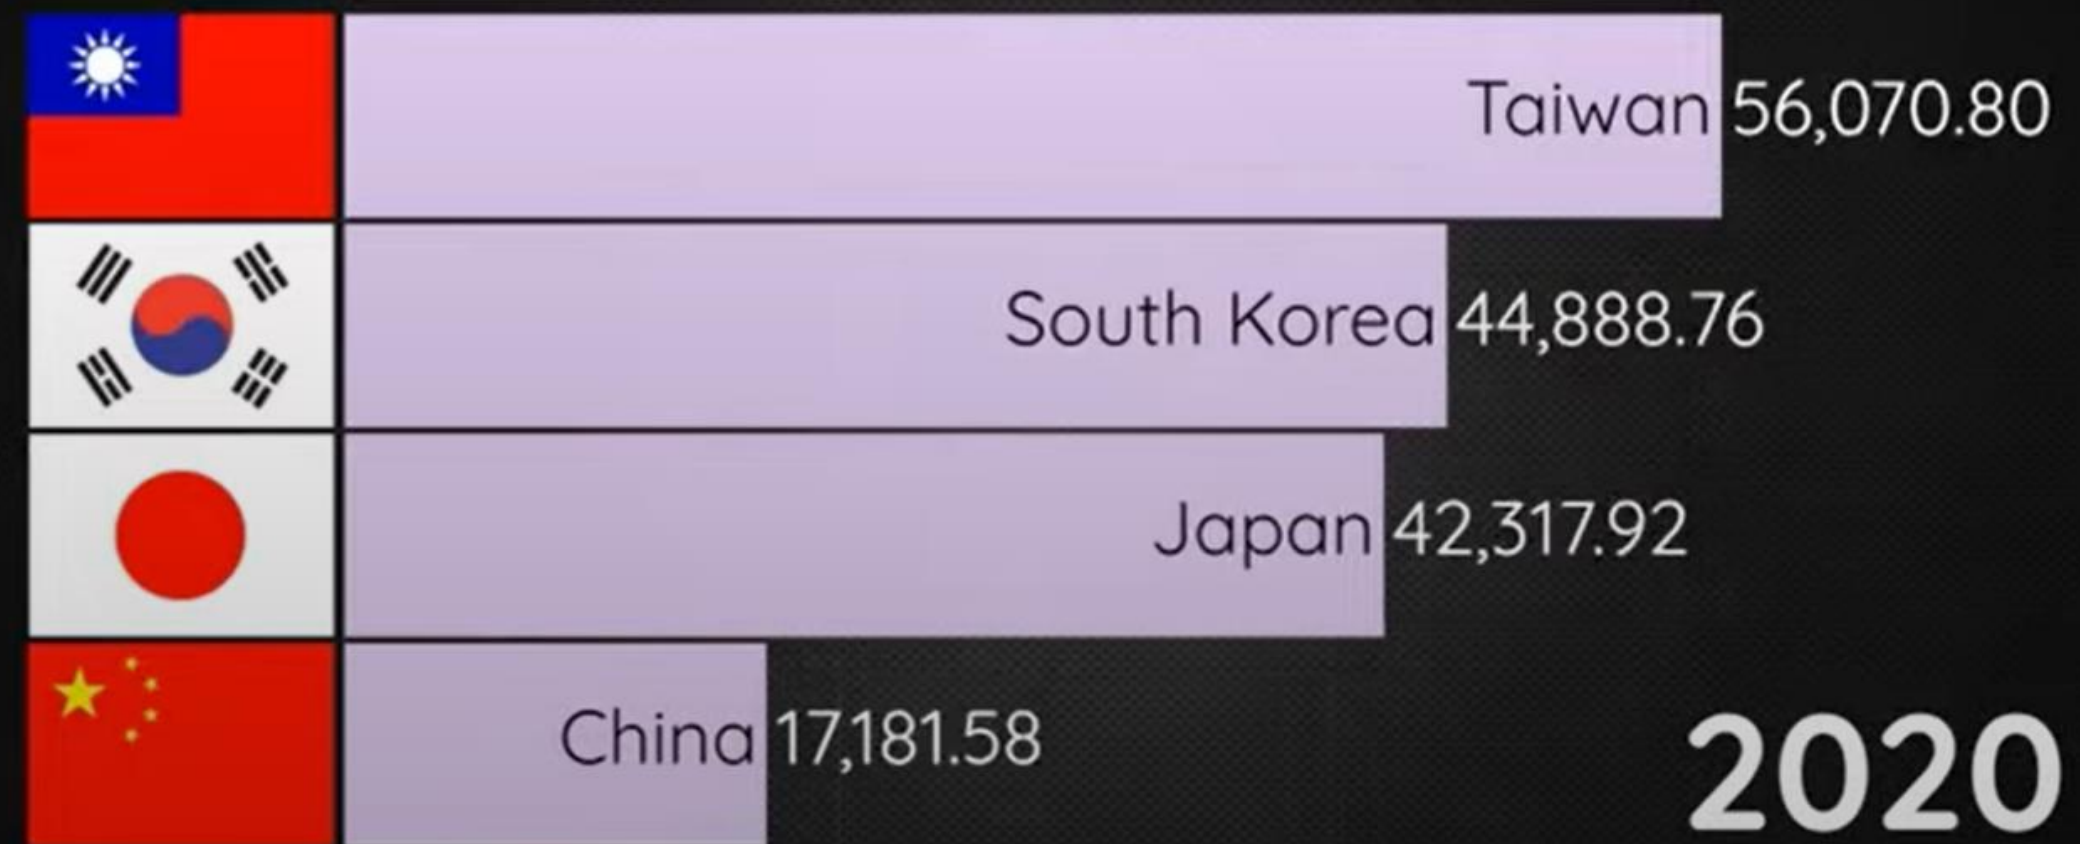 Taiwan 56,070.80
South Korea 44,888.76
Japan 42,317.92
China 17,181.58
2020